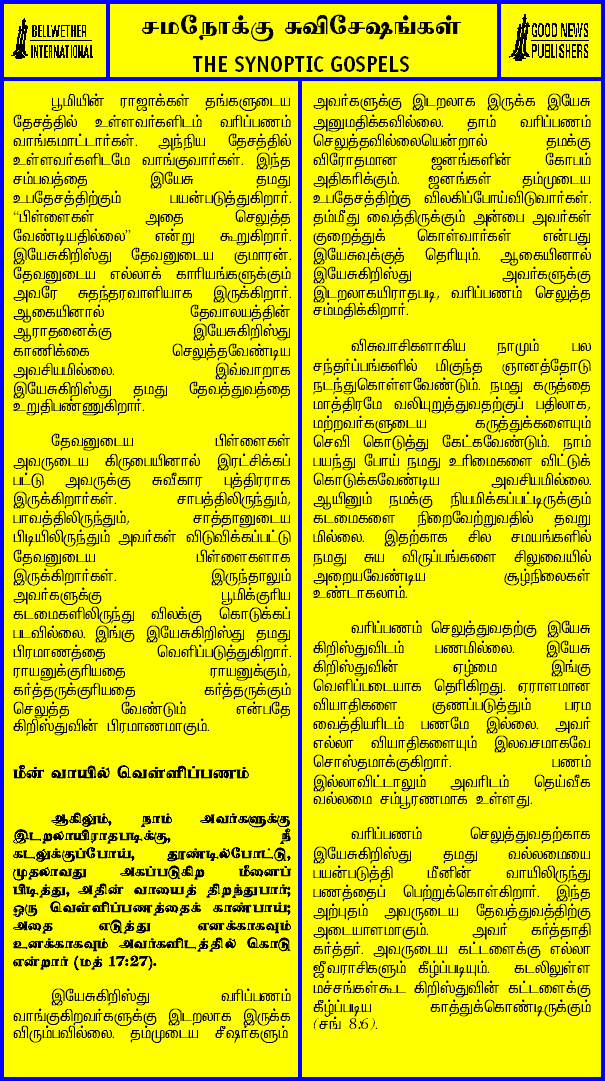 BELLWETHER
INTERNATIONAL
சமநோக்கு சுவிசேஷங்கள்
THE SYNOPTIC GOSPELS
GOOD NEWS
PUBLISHERS
பூமியின் ராஜாக்கள் தங்களுடைய
தேசத்தில் உள்ளவர்களிடம் வரிப்பணம்
வாங்கமாட்டார்கள். அந்நிய தேசத்தில்
உள்ளவர்களிடமே வாங்குவார்கள். இந்த
சம்பவத்தை இயேசு தமது
உபதேசத்திற்கும் பயன்படுத்துகிறார்.
“பிள்ளைகள் அதை செலுத்த
வேண்டியதில்லை” என்று கூறுகிறார்.
இயேசுகிறிஸ்து தேவனுடைய குமாரன்.
தேவனுடைய எல்லாக் காரியங்களுக்கும்
அவரே சுதந்தரவாளியாக இருக்கிறார்.
ஆகையினால் தேவாலயத்தின்
ஆராதனைக்கு இயேசுகிறிஸ்து
காணிக்கை செலுத்தவேண்டிய
அவசியமில்லை. இவ்வாறாக
இயேசுகிறிஸ்து தமது தேவத்துவத்தை
உறுதிபண்ணுகிறார்.
தேவனுடைய பிள்ளைகள்
அவருடைய கிருபையினால் இரட்சிக்கப்
பட்டு அவருக்கு சுவீகார புத்திரராக
இருக்கிறார்கள். சாபத்திலிருந்தும்,
பாவத்திலிருந்தும், சாத்தானுடைய
பிடியிலிருந்தும் அவர்கள் விடுவிக்கப்பட்டு
தேவனுடைய பிள்ளைகளாக
இருக்கிறார்கள். இருந்தாலும்
அவர்களுக்கு பூமிக்குரிய
கடமைகளிலிருந்து விலக்கு கொடுக்கப்
படவில்லை. இங்கு இயேசுகிறிஸ்து தமது
பிரமாணத்தை வெளிப்படுத்துகிறார்.
ராயனுக்குரியதை ராயனுக்கும்,
கர்த்தருக்குரியதை கர்த்தருக்கும்
செலுத்த வேண்டும் என்பதே
கிறிஸ்துவின் பிரமாணமாகும்.
மீன் வாயில் வெள்ளிப்பணம்
ஆகிலும், நாம் அவர்களுக்கு
இடறலாயிராதபடிக்கு, நீ
கடலுக்குப்போய், தூண்டில்போட்டு,
முதலாவது அகப்படுகிற மீனைப்
பிடித்து, அதின் வாயைத் திறந்துபார்;
ஒரு வெள்ளிப்பணத்தைக் காண்பாய்;
அதை எடுத்து எனக்காகவும்
உனக்காகவும் அவர்களிடத்தில் கொடு
என்றார் (மத் 17:27).
இயேசுகிறிஸ்து வரிப்பணம்
வாங்குகிறவர்களுக்கு இடறலாக இருக்க
விரும்பவில்லை. தம்முடைய சீஷர்களும்
அவர்களுக்கு இடறலாக இருக்க இயேசு
அனுமதிக்கவில்லை. தாம் வரிப்பணம்
செலுத்தவில்லையென்றால் தமக்கு
விரோதமான ஜனங்களின் கோபம்
அதிகரிக்கும். ஜனங்கள் தம்முடைய
உபதேசத்திற்கு விலகிப்போய்விடுவார்கள்.
தம்மீது வைத்திருக்கும் அன்பை அவர்கள்
குறைத்துக் கொள்வார்கள் என்பது
இயேசுவுக்குத் தெரியும். ஆகையினால்
இயேசுகிறிஸ்து அவர்களுக்கு
இடறலாகயிராதபடி, வரிப்பணம் செலுத்த
சம்மதிக்கிறார்.
விசுவாசிகளாகிய நாமும் பல
சந்தர்ப்பங்களில் மிகுந்த ஞானத்தோடு
நடந்துகொள்ளவேண்டும். நமது கருத்தை
மாத்திரமே வலியுறுத்துவதற்குப் பதிலாக,
மற்றவர்களுடைய கருத்துக்களையும்
செவி கொடுத்து கேட்கவேண்டும். நாம்
பயந்து போய் நமது உரிமைகளை விட்டுக்
கொடுக்கவேண்டிய அவசியமில்லை.
ஆயினும் நமக்கு நியமிக்கப்பட்டிருக்கும்
கடமைகளை நிறைவேற்றுவதில் தவறு
மில்லை. இதற்காக சில சமயங்களில்
நமது சுய விருப்பங்களை சிலுவையில்
அறையவேண்டிய சூழ்நிலைகள்
உண்டாகலாம்.
வரிப்பணம் செலுத்துவதற்கு இயேசு
கிறிஸ்துவிடம் பணமில்லை. இயேசு
கிறிஸ்துவின் ஏழ்மை இங்கு
வெளிப்படையாக தெரிகிறது. ஏராளமான
வியாதிகளை குணப்படுத்தும் பரம
வைத்தியரிடம் பணமே இல்லை. அவர்
எல்லா வியாதிகளையும் இலவசமாகவே
சொஸ்தமாக்குகிறார். பணம்
இல்லாவிட்டாலும் அவரிடம் தெய்வீக
வல்லமை சம்பூரணமாக உள்ளது.
வரிப்பணம் செலுத்துவதற்காக
இயேசுகிறிஸ்து தமது வல்லமையை
பயன்படுத்தி மீனின் வாயிலிருந்து
பணத்தைப் பெற்றுக்கொள்கிறார். இந்த
அற்புதம் அவருடைய தேவத்துவத்திற்கு
அடையாளமாகும். அவர் கர்த்தாதி
கர்த்தர். அவருடைய கட்டளைக்கு எல்லா
ஜீவராசிகளும் கீழ்ப்படியும். கடலிலுள்ள
மச்சங்கள்கூட கிறிஸ்துவின் கட்டளைக்கு
கீழ்ப்படிய காத்துக்கொண்டிருக்கும்
(சங் 8:6).